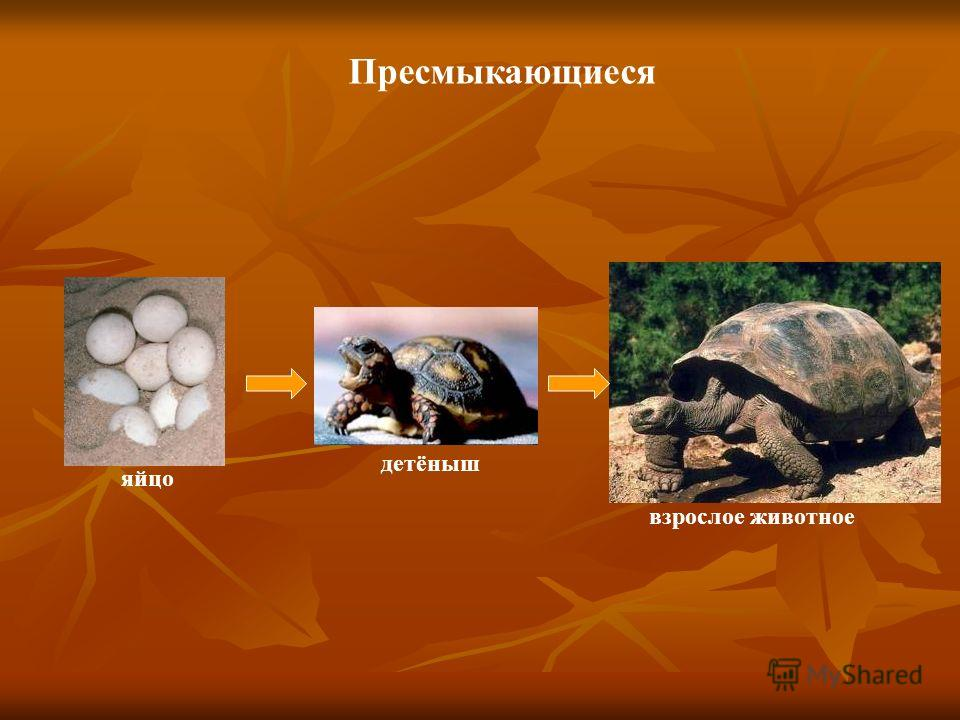 Пресмыкающиеся
яйцо
детёныш
взрослое животное
MyShared